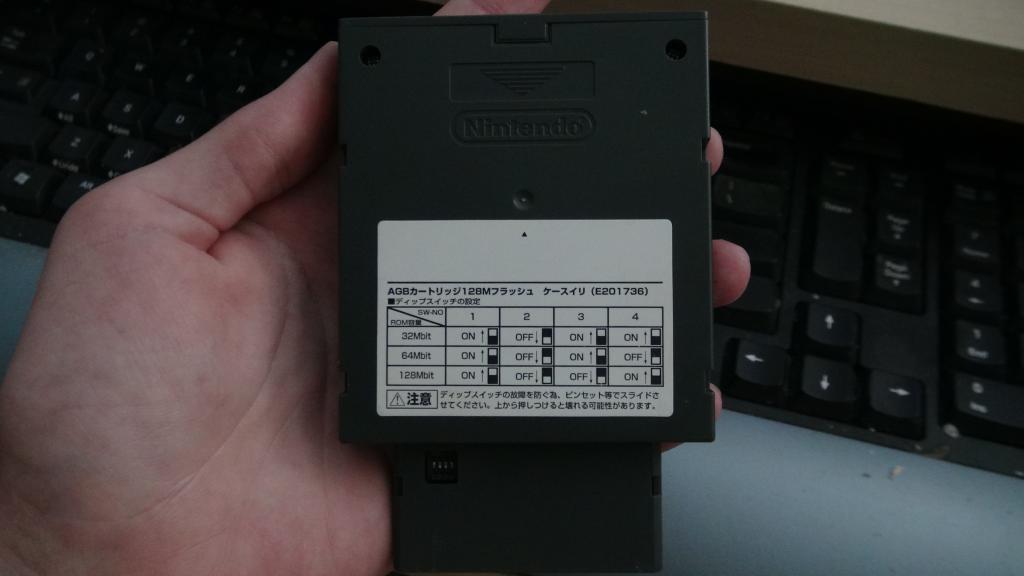 Nintendo®
▲
AGBカートリッジ128Mフラッシュ ケースイリ (E201736)
■ディップスイッチの設定
SW-NO 1 2 3 4
ROM容量
32Mbit ON↑ OFF↓ ON↑ ON↑
64Mbit ON↑ OFF↓ ON↑ OFF↓
128Mbit ON↑ OFF↓ OFF↓ ON↑
⚠注意 ディップスイッチの故障を防ぐ為、ピンセット等でスライドさ
せてください。上から押しつけると壊れる可能性があります。
A
S
D
Z
X